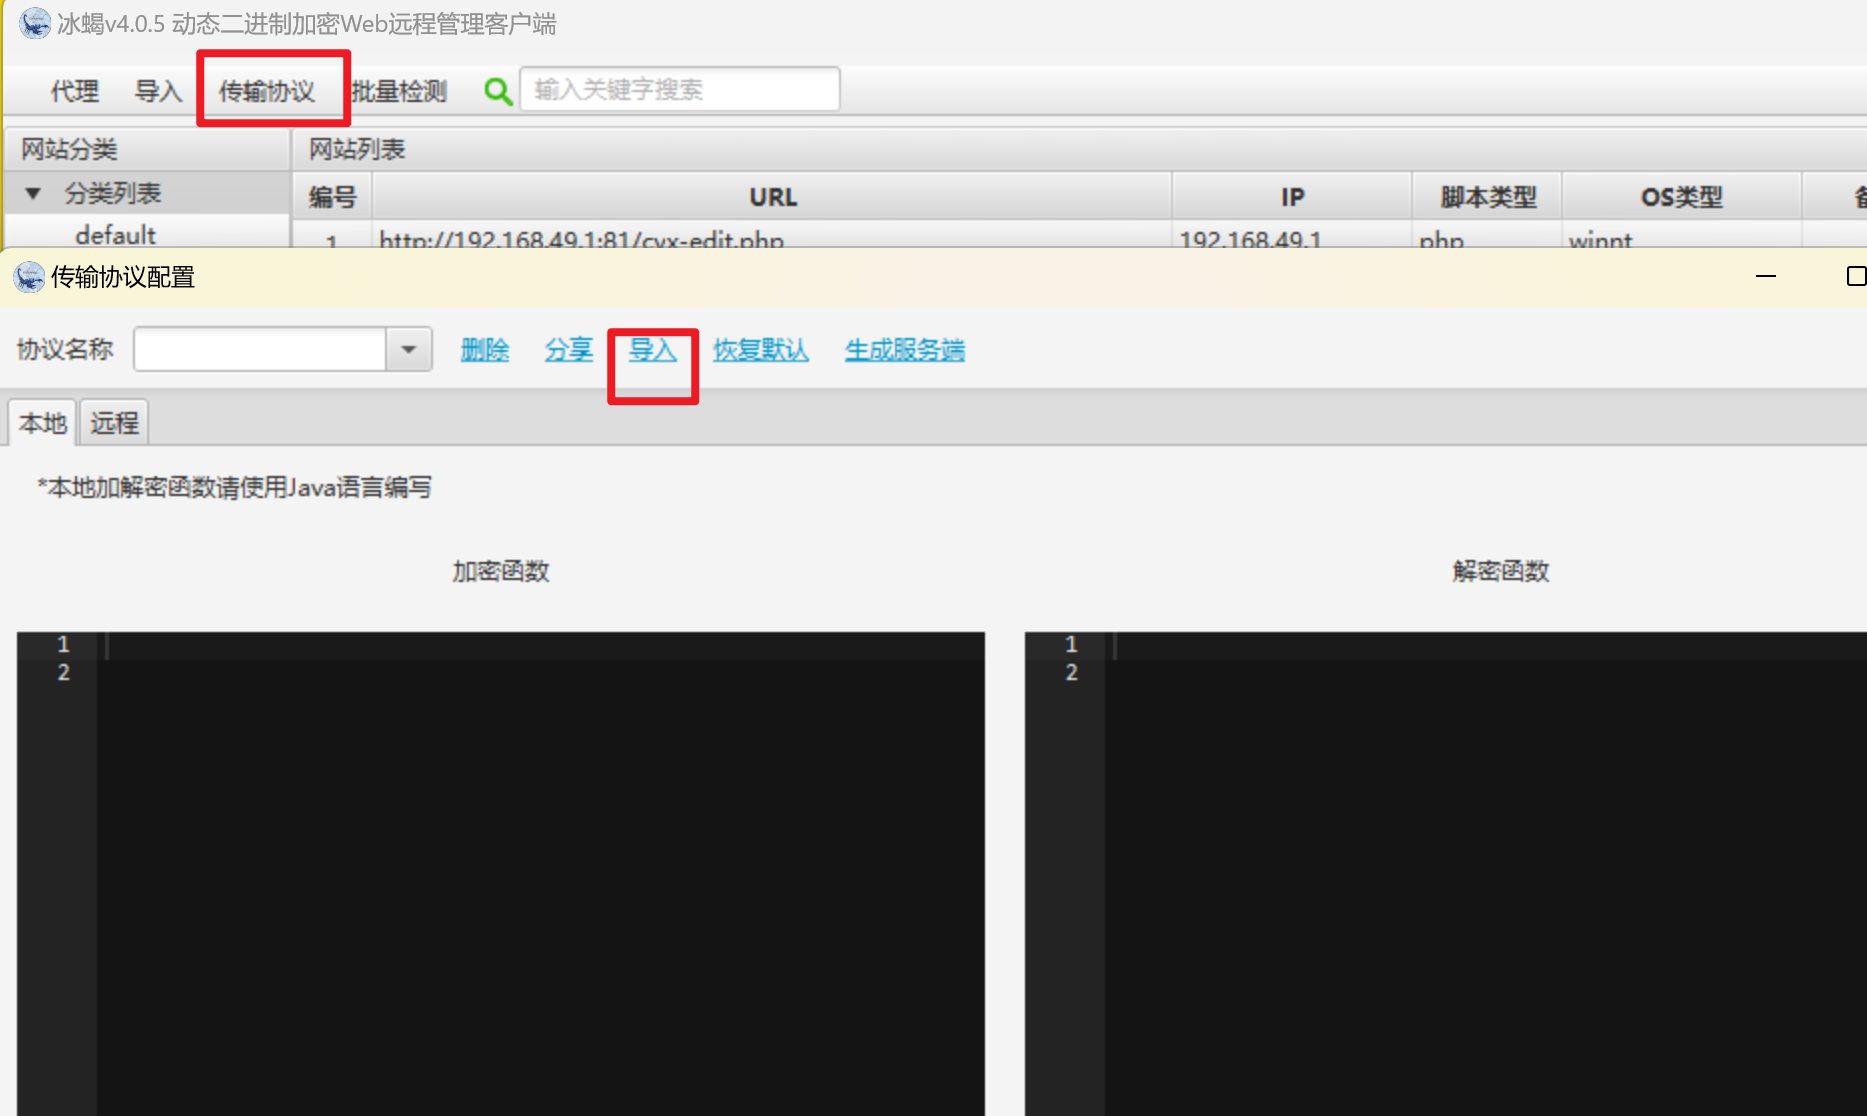 冰蝎v4.0.5 动态二进制加密Web远程管理客户端
代理 导入 传输协议 批量检测 输入关键字搜索
网站分类 网站列表
分类列表 编号 URL IP 脚本类型 OS类型
default 1 http://192.168.49.1:81/cyx-edit.php 192.168.49.1 php winnt
传输协议配置
协议名称 删除 分享 导入 恢复默认 生成服务端
本地 远程
*本地加解密函数请使用Java语言编写
加密函数 解密函数
1 1
2 2